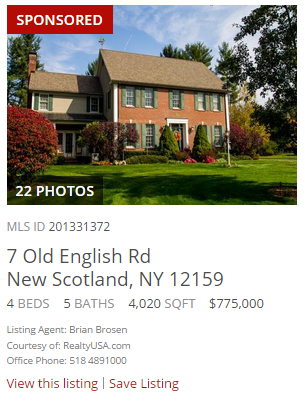 SPONSORED
22 PHOTOS
MLS ID 201331372
7 Old English Rd
New Scotland, NY 12159
4 BEDS 5 BATHS 4,020 SQFT $775,000
Listing Agent: Brian Brosen
Courtesy of: RealtyUSA.com
Office Phone: 518 4891000
View this listing | Save Listing